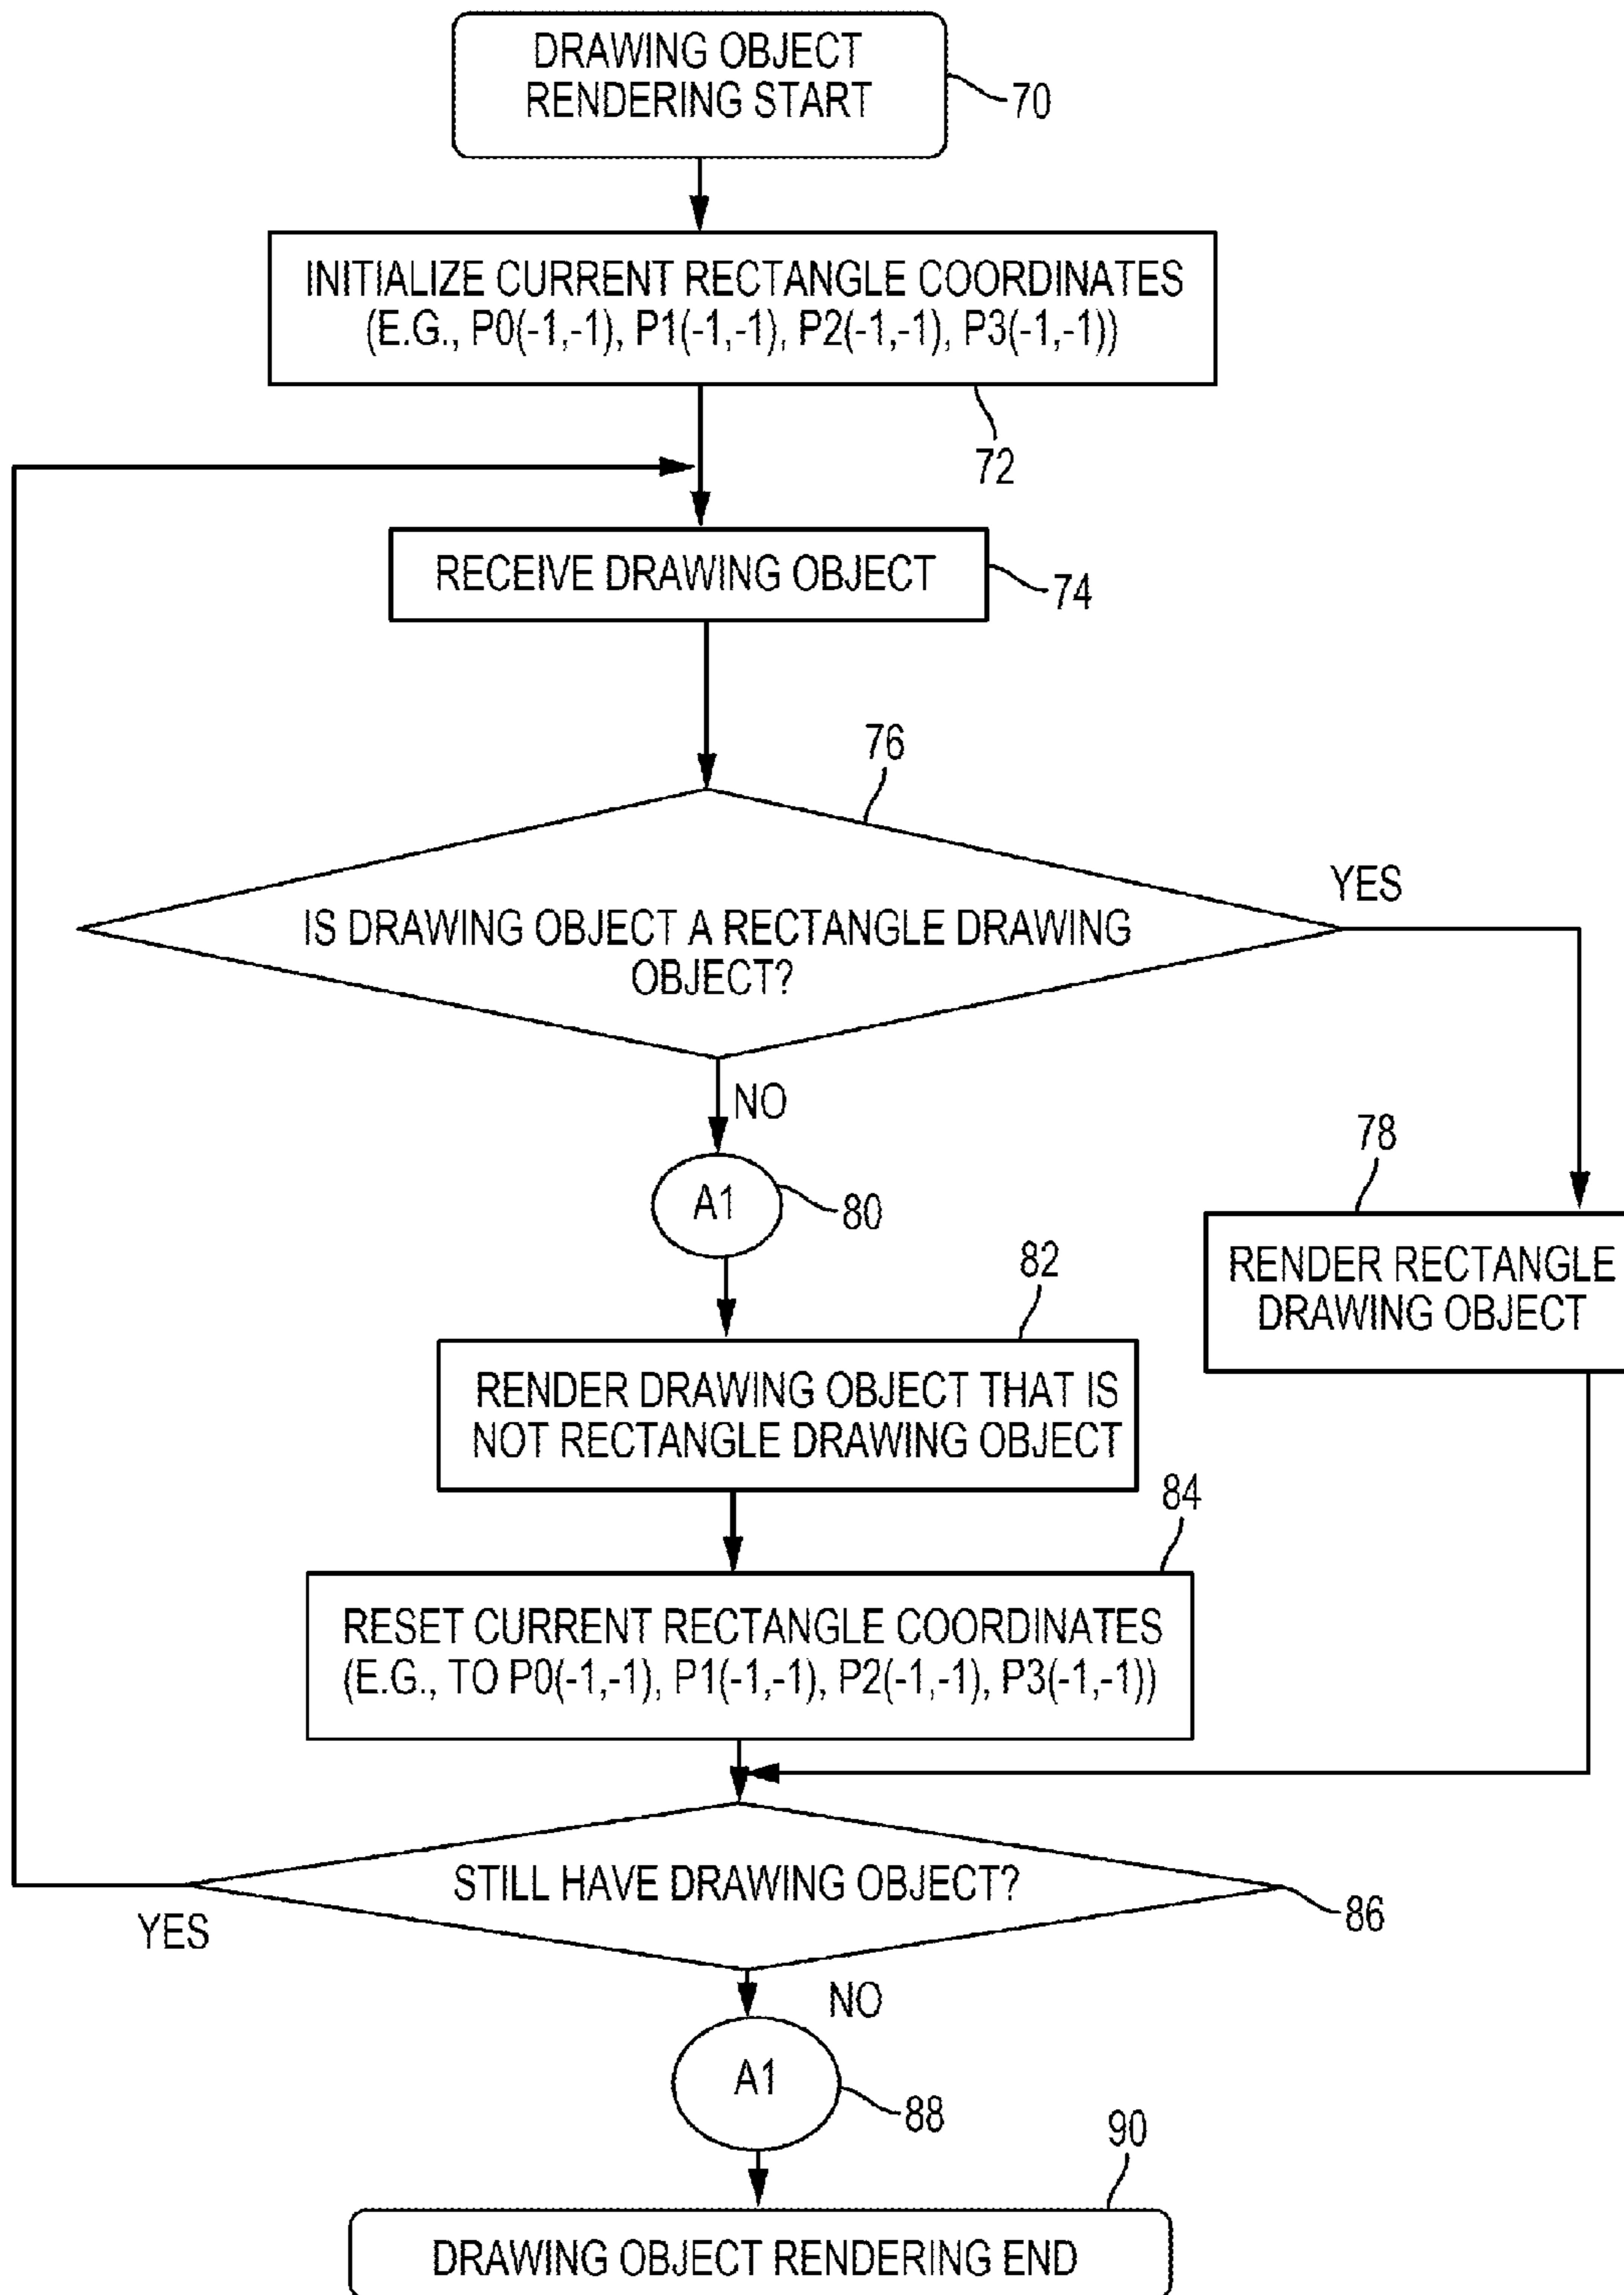 DRAWING OBJECT
RENDERING START
70
INITIALIZE CURRENT RECTANGLE COORDINATES
(E.G., P0(-1,-1), P1(-1,-1), P2(-1,-1), P3(-1,-1))
72
RECEIVE DRAWING OBJECT
74
76
IS DRAWING OBJECT A RECTANGLE DRAWING
OBJECT?
YES
NO
A1
80
78
RENDER RECTANGLE
DRAWING OBJECT
82
RENDER DRAWING OBJECT THAT IS
NOT RECTANGLE DRAWING OBJECT
84
RESET CURRENT RECTANGLE COORDINATES
(E.G., TO P0(-1,-1), P1(-1,-1), P2(-1,-1), P3(-1,-1))
STILL HAVE DRAWING OBJECT?
86
YES
NO
A1
88
90
DRAWING OBJECT RENDERING END